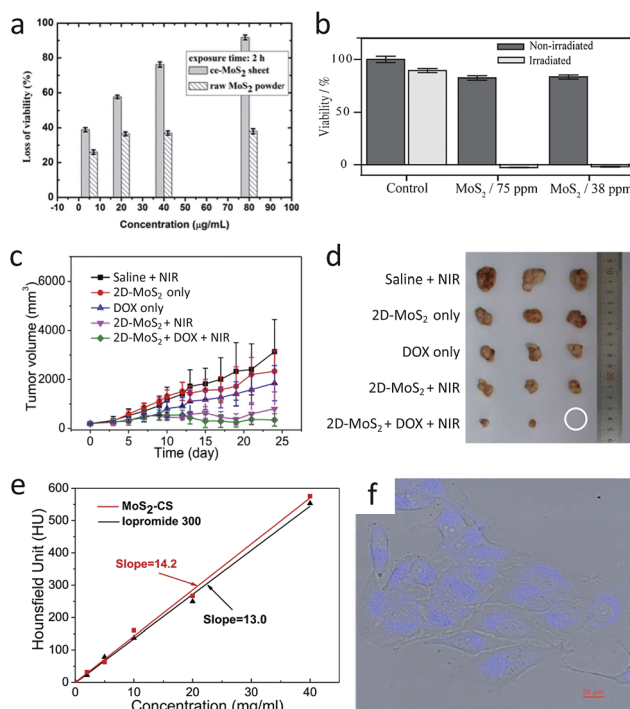 a
Loss of viability (%)
100
80
60
40
20
0
exposure time: 2 h
ce-MoS2 sheet
raw MoS2 powder
-10 0 10 20 30 40 50 60 70 80 90 100
Concentration (μg/mL)
b
Viability / %
100
50
0
Non-irradiated
Irradiated
Control MoS2 / 75 ppm MoS2 / 38 ppm
c
Tumor volume (mm3)
6000
4000
2000
0
Saline + NIR
2D-MoS2 only
DOX only
2D-MoS2 + NIR
2D-MoS2 + DOX + NIR
0 5 10 15 20 25
Time (day)
d
Saline + NIR
2D-MoS2 only
DOX only
2D-MoS2 + NIR
2D-MoS2 + DOX + NIR
e
Hounsfield Unit (HU)
600
500
400
300
200
100
0
MoS2-CS
Iopromide 300
Slope=14.2
Slope=13.0
0 10 20 30 40
Concentration (mg/ml)
f